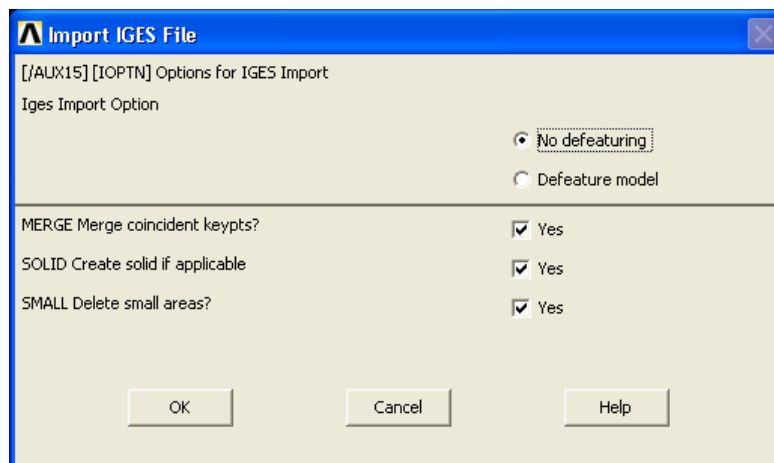 Import IGES File
[/AUX15] [IOPTN] Options for IGES Import
Iges Import Option
No defeaturing
Defeature model
MERGE Merge coincident keypts?
Yes
SOLID Create solid if applicable
Yes
SMALL Delete small areas?
Yes
OK
Cancel
Help